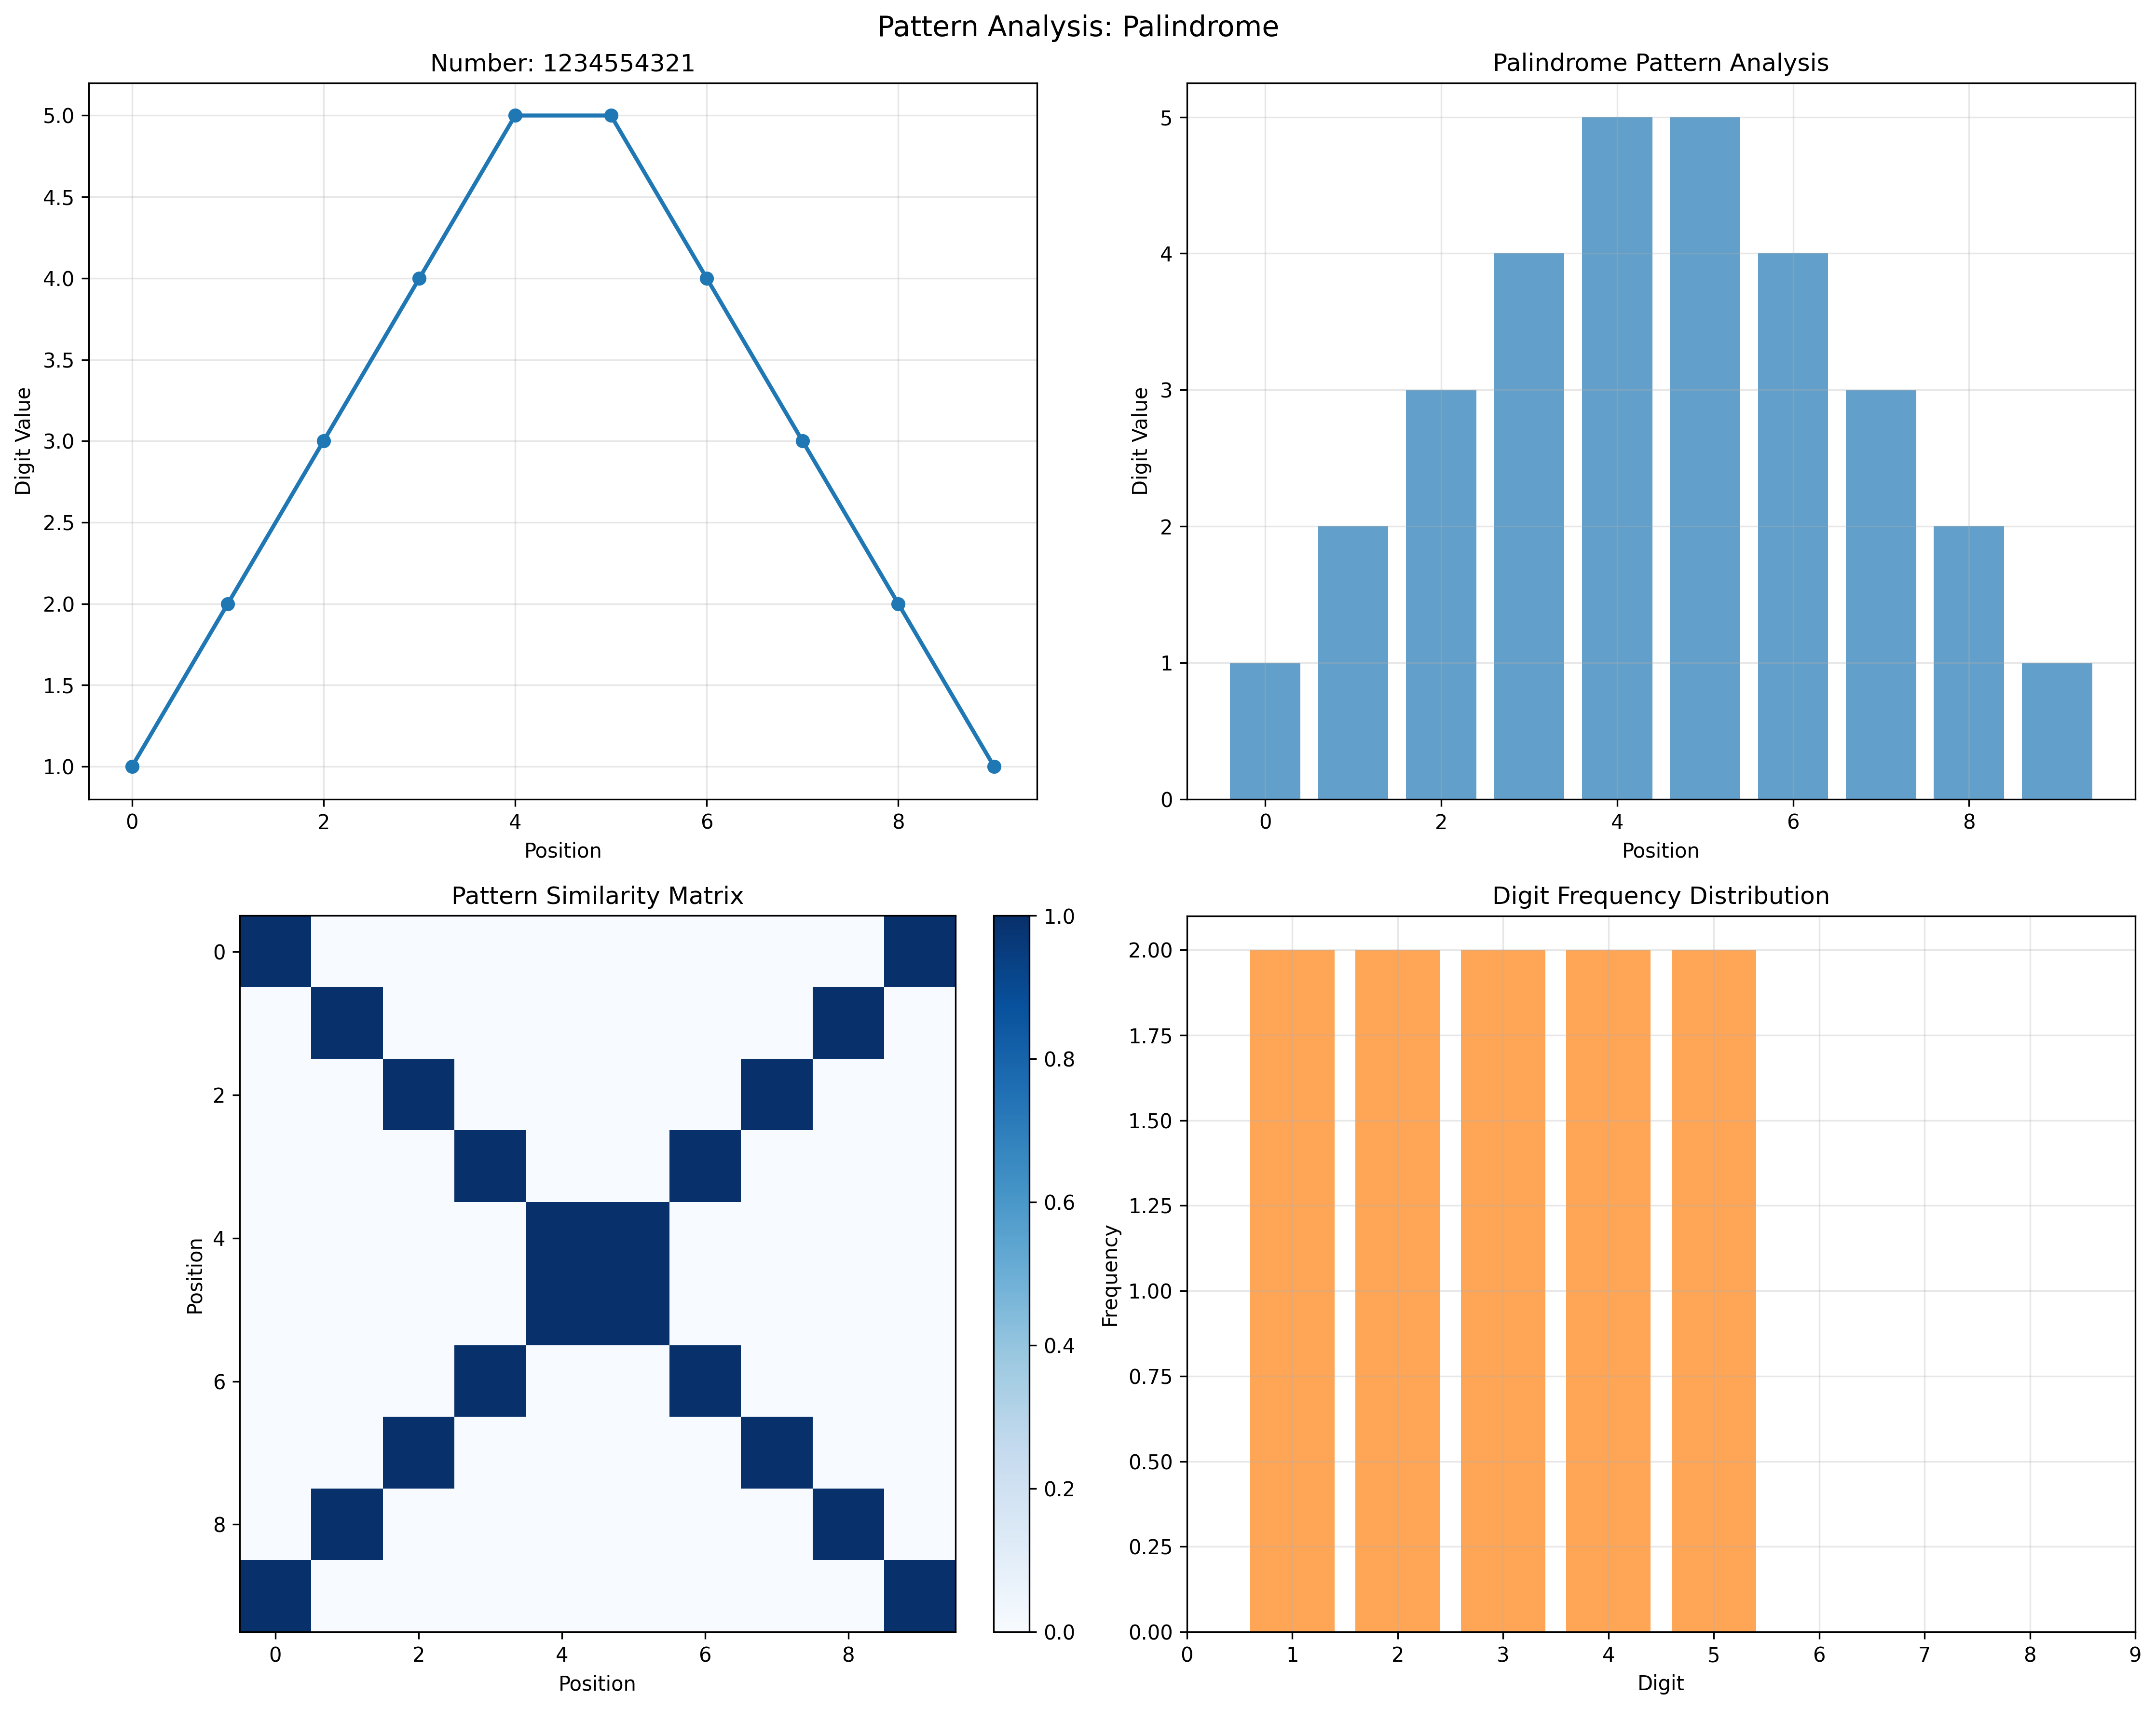 Pattern Analysis: Palindrome
Number: 1234554321
5.0
4.5
4.0
3.5
3.0
2.5
2.0
1.5
1.0
Digit Value
0 2 4 6 8
Position
Palindrome Pattern Analysis
5
4
3
2
1
0
Digit Value
0 2 4 6 8
Position
Pattern Similarity Matrix
0
2
4
6
8
Position
0 2 4 6 8
Position
1.0
0.8
0.6
0.4
0.2
0.0
Digit Frequency Distribution
2.00
1.75
1.50
1.25
1.00
0.75
0.50
0.25
0.00
Frequency
0 1 2 3 4 5 6 7 8 9
Digit